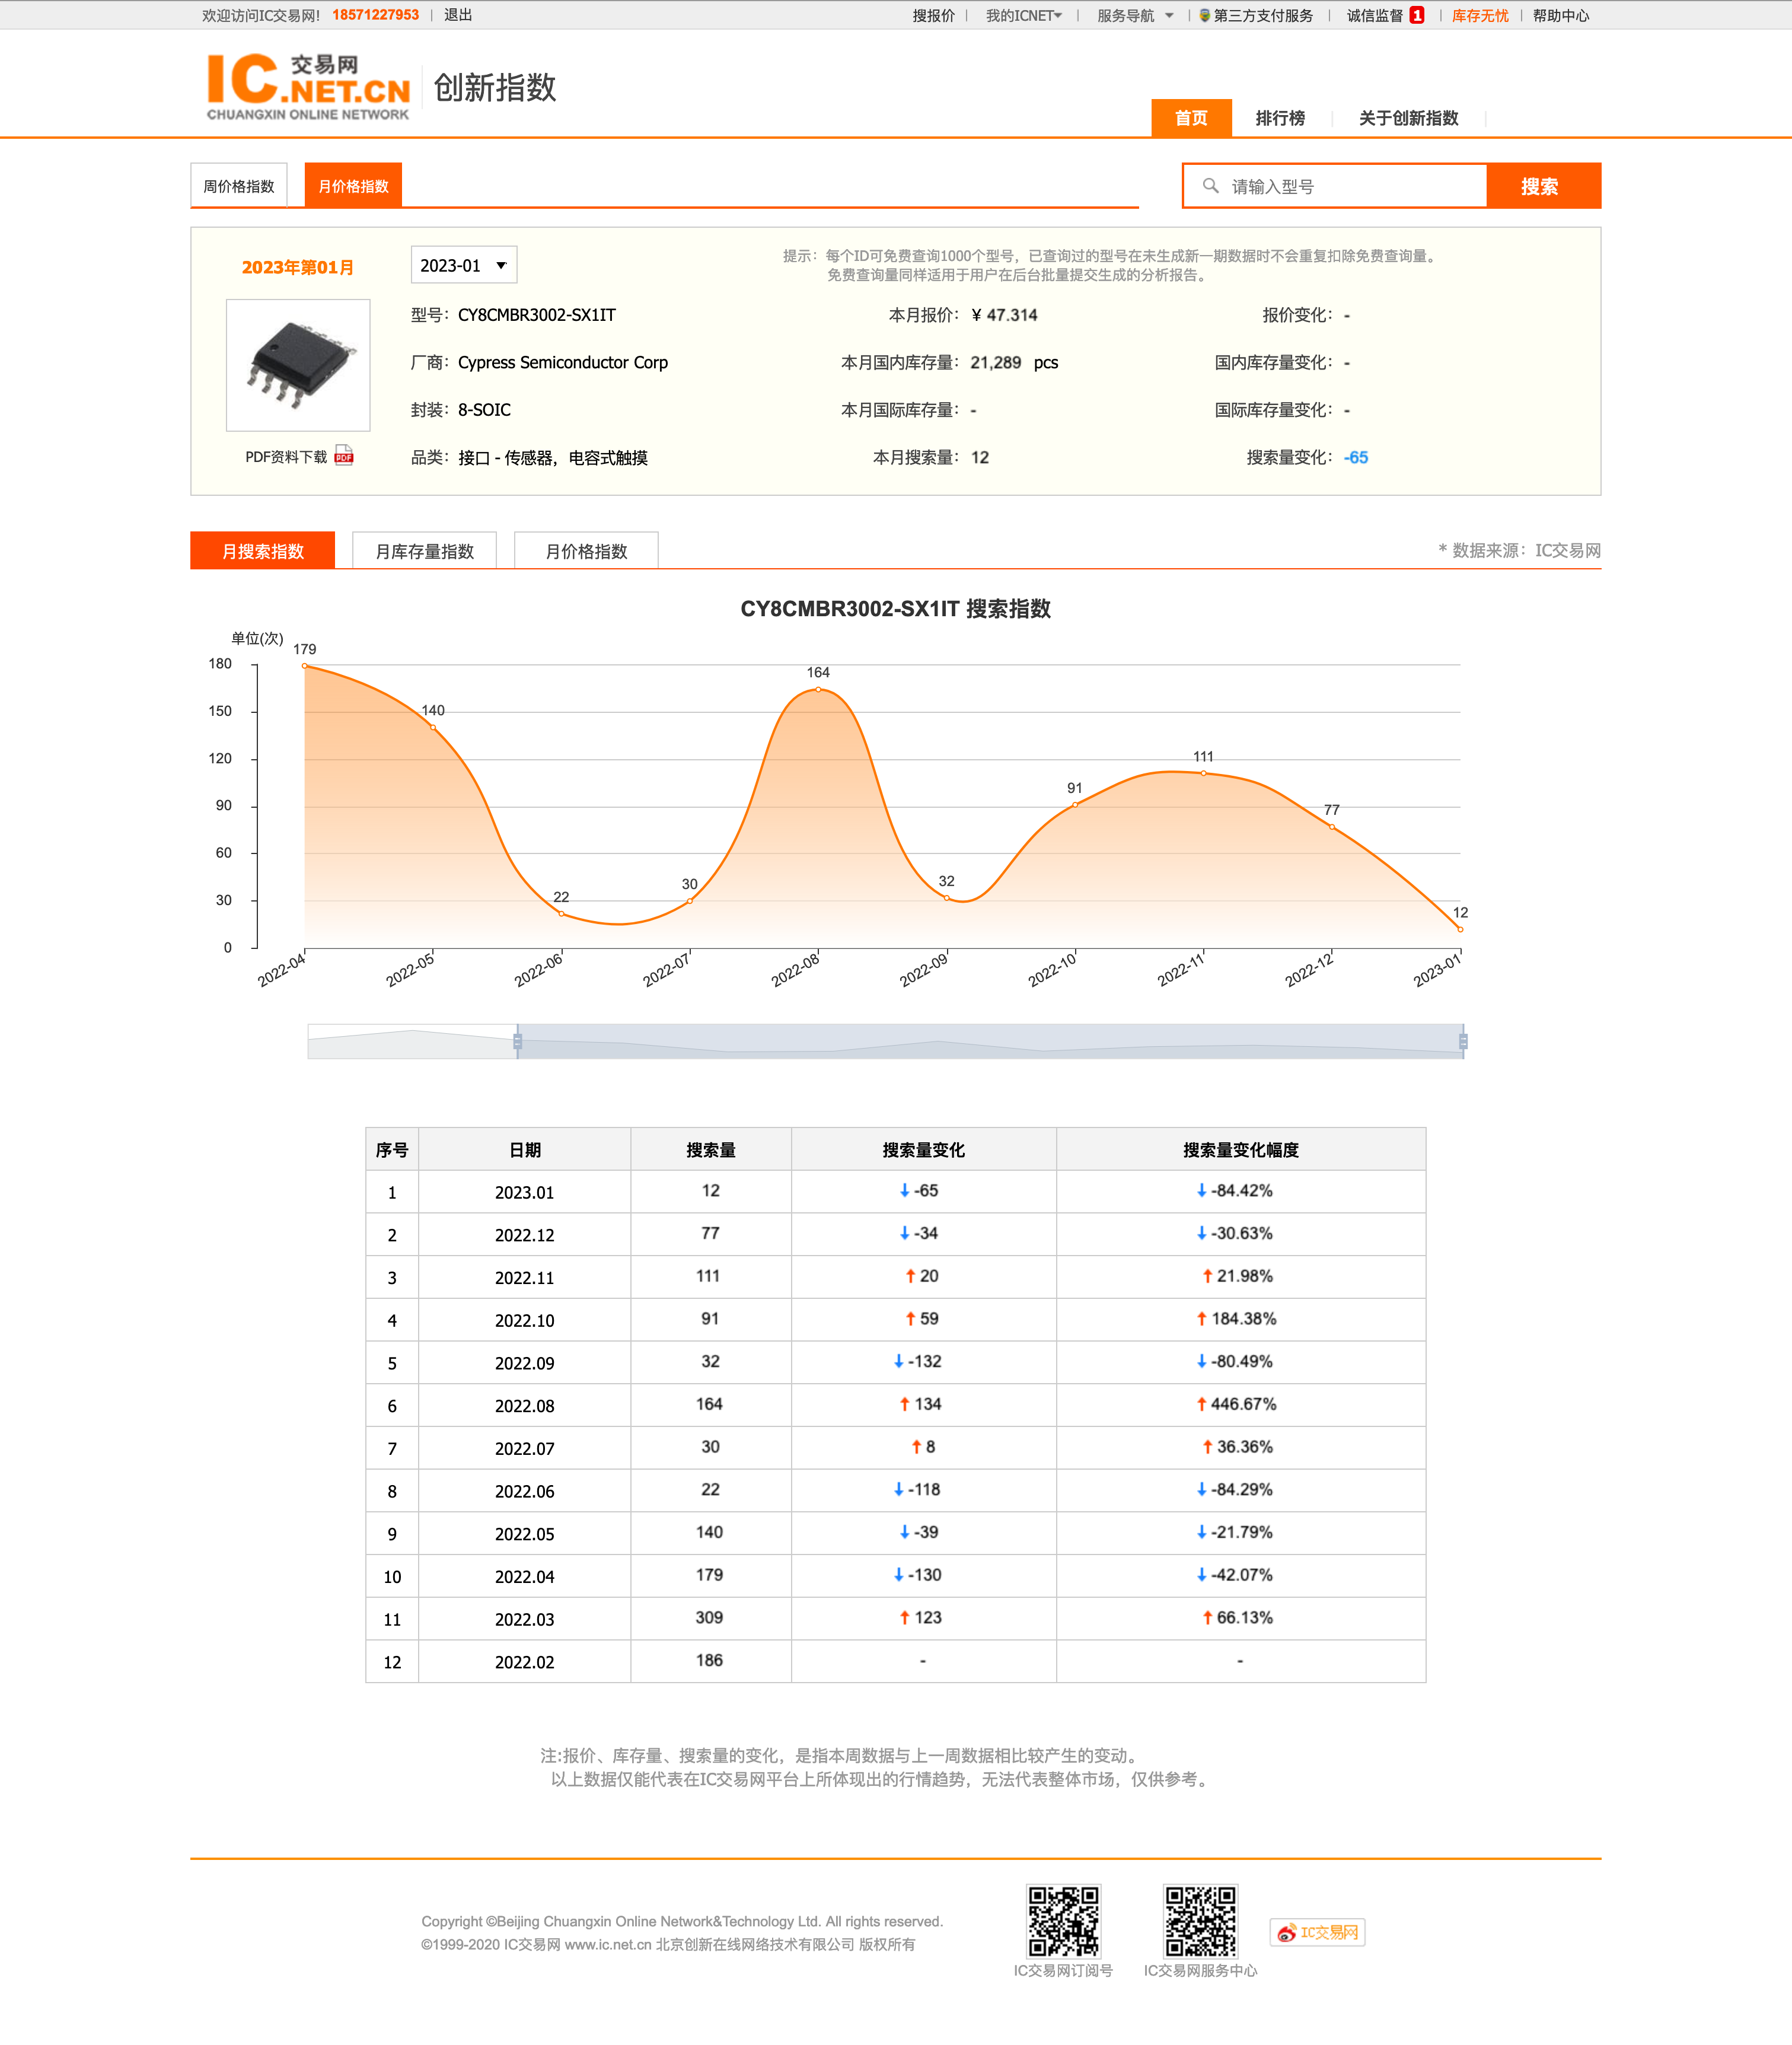 欢迎访问IC交易网! 18571227953 | 退出
搜报价 | 我的ICNET | 服务导航 | 第三方支付服务 | 诚信监督 1 | 库存无忧 | 帮助中心
IC交易网.NET.CN
CHUANGXIN ONLINE NETWORK
创新指数
首页 排行榜 关于创新指数
周价格指数 月价格指数
请输入型号 搜索
2023年第01月 2023-01
提示：每个ID可免费查询1000个型号，已查询过的型号在未生成新一期数据时不会重复扣除免费查询量。
免费查询量同样适用于用户在后台批量提交生成的分析报告。
型号：CY8CMBR3002-SX1IT 本月报价：¥ 47.314 报价变化：-
厂商：Cypress Semiconductor Corp 本月国内库存量：21,289 pcs 国内库存量变化：-
封装：8-SOIC 本月国际库存量：- 国际库存量变化：-
PDF资料下载 PDF 品类：接口 - 传感器，电容式触摸 本月搜索量：12 搜索量变化：-65
月搜索指数 月库存量指数 月价格指数 * 数据来源：IC交易网
CY8CMBR3002-SX1IT 搜索指数
单位(次)
180
150
120
90
60
30
0
179 140 22 30 164 32 91 111 77 12
2022-04 2022-05 2022-06 2022-07 2022-08 2022-09 2022-10 2022-11 2022-12 2023-01
序号 日期 搜索量 搜索量变化 搜索量变化幅度
1 2023.01 12 ↓ -65 ↓ -84.42%
2 2022.12 77 ↓ -34 ↓ -30.63%
3 2022.11 111 ↑ 20 ↑ 21.98%
4 2022.10 91 ↑ 59 ↑ 184.38%
5 2022.09 32 ↓ -132 ↓ -80.49%
6 2022.08 164 ↑ 134 ↑ 446.67%
7 2022.07 30 ↑ 8 ↑ 36.36%
8 2022.06 22 ↓ -118 ↓ -84.29%
9 2022.05 140 ↓ -39 ↓ -21.79%
10 2022.04 179 ↓ -130 ↓ -42.07%
11 2022.03 309 ↑ 123 ↑ 66.13%
12 2022.02 186 - -
注:报价、库存量、搜索量的变化，是指本周数据与上一周数据相比较产生的变动。
以上数据仅能代表在IC交易网平台上所体现出的行情趋势，无法代表整体市场，仅供参考。
Copyright ©Beijing Chuangxin Online Network&Technology Ltd. All rights reserved.
©1999-2020 IC交易网 www.ic.net.cn 北京创新在线网络技术有限公司 版权所有
IC交易网订阅号 IC交易网服务中心
IC交易网